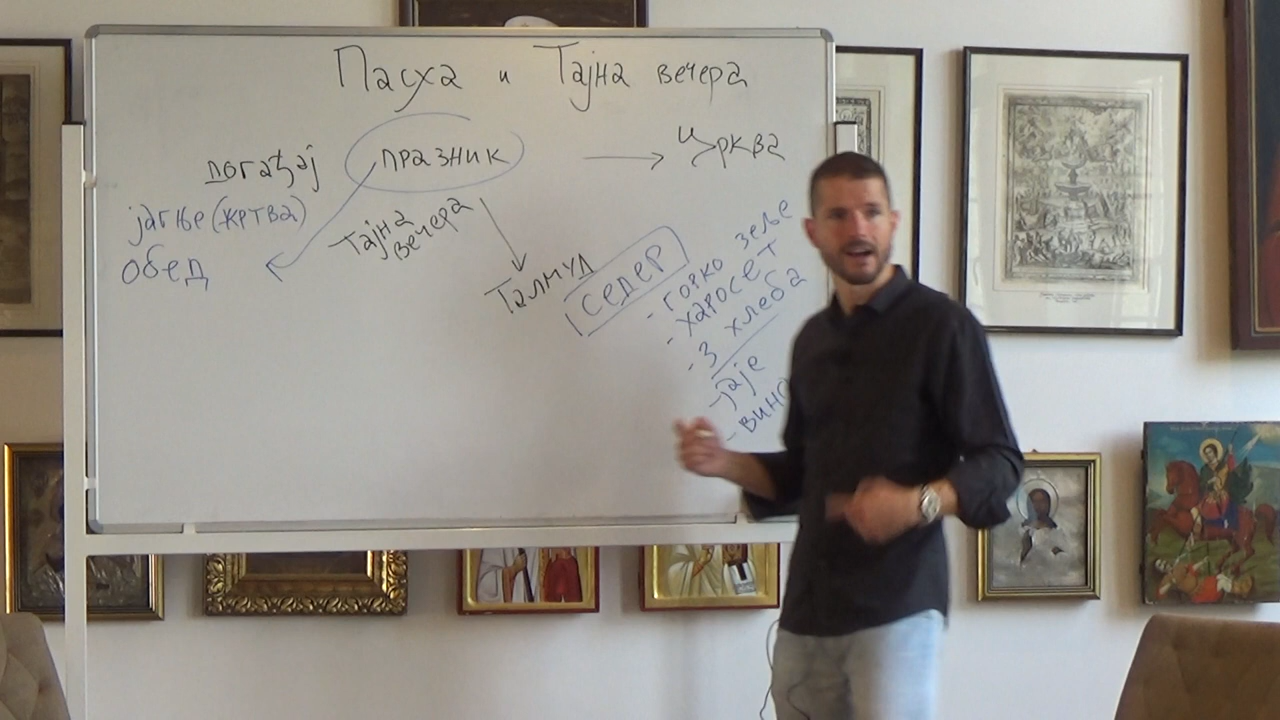 Пасха и Тајна вечера
догађај
празник
Црква
јагње (жртва)
обед
Тајна
вечера
Талмуд
седер
- горко зеље
- харосет
- 3 хлеба
- јаје
- вино